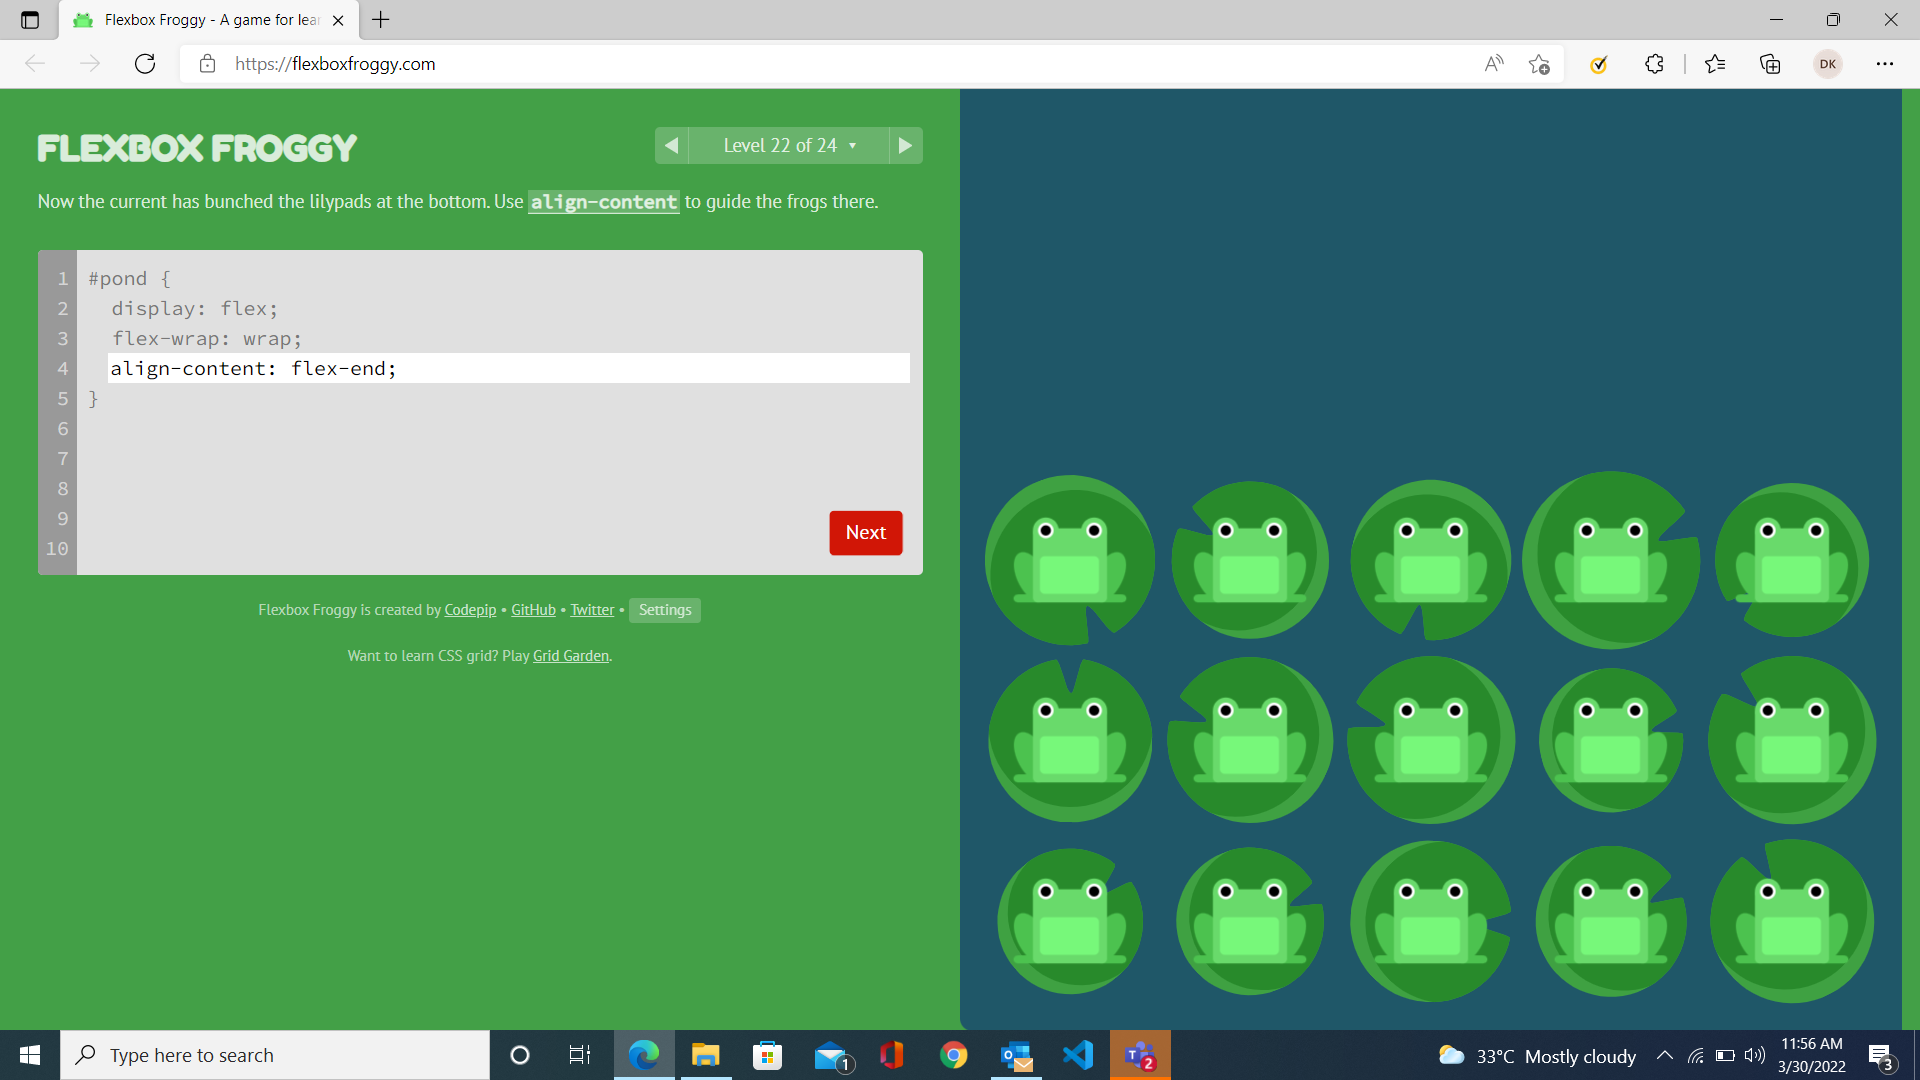 Flexbox Froggy - A game for lear
https://flexboxfroggy.com
DK
FLEXBOX FROGGY
Level 22 of 24
Now the current has bunched the lilypads at the bottom. Use align-content to guide the frogs there.
1 #pond {
2 display: flex;
3 flex-wrap: wrap;
4 align-content: flex-end;
5 }
6
7
8
9
10
Next
Flexbox Froggy is created by Codepip • GitHub • Twitter • Settings
Want to learn CSS grid? Play Grid Garden.
Type here to search
1
2
33°C Mostly cloudy
11:56 AM
3/30/2022
3